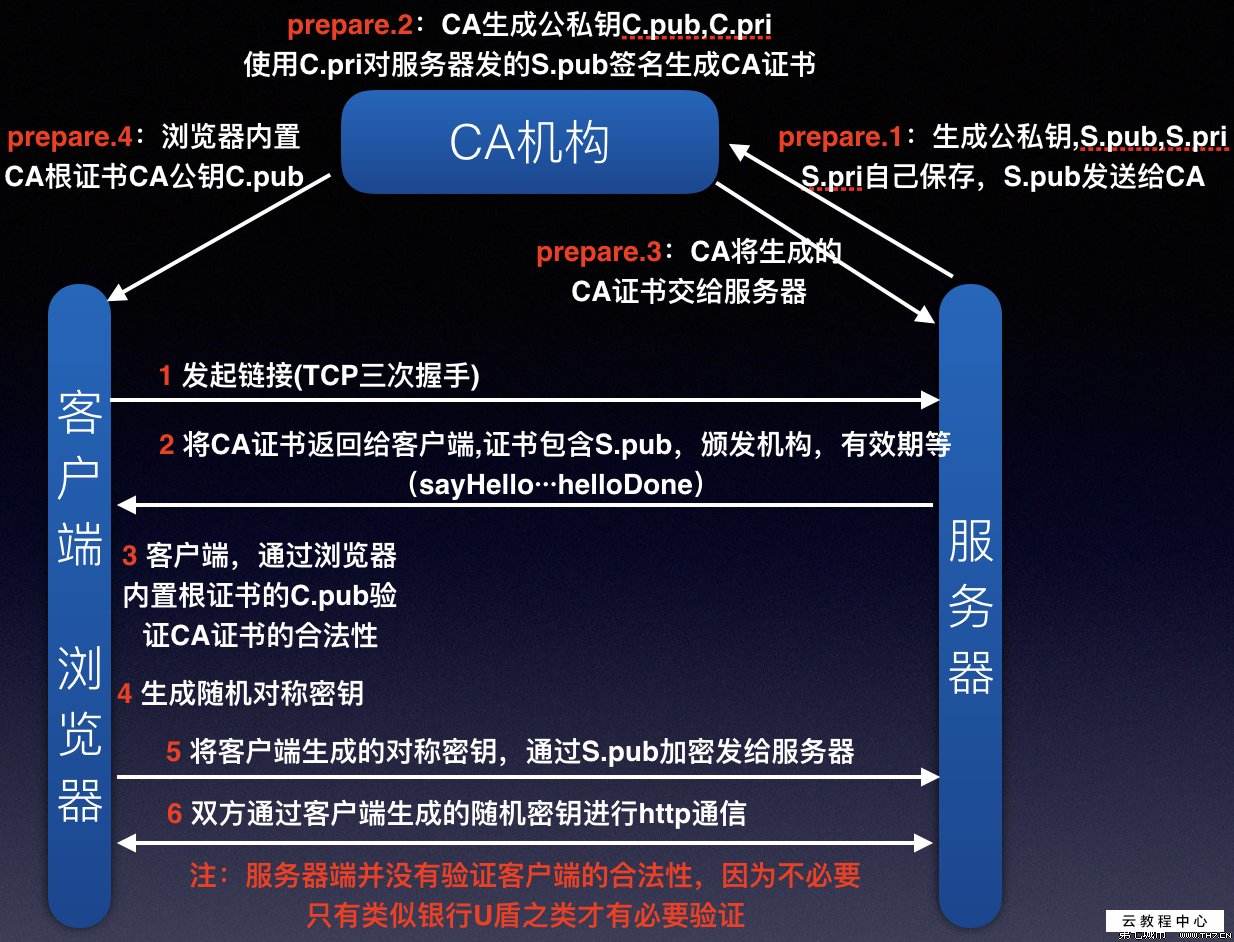 prepare.2：CA生成公私钥C.pub,C.pri
使用C.pri对服务器发的S.pub签名生成CA证书
CA机构
prepare.4：浏览器内置
CA根证书CA公钥C.pub
prepare.1：生成公私钥,S.pub,S.pri
S.pri自己保存，S.pub发送给CA
prepare.3：CA将生成的
CA证书交给服务器
客户端 浏览器
服务器
1 发起链接(TCP三次握手)
2 将CA证书返回给客户端,证书包含S.pub，颁发机构，有效期等
（sayHello…helloDone）
3 客户端，通过浏览器
内置根证书的C.pub验
证CA证书的合法性
4 生成随机对称密钥
5 将客户端生成的对称密钥，通过S.pub加密发给服务器
6 双方通过客户端生成的随机密钥进行http通信
注：服务器端并没有验证客户端的合法性，因为不必要
只有类似银行U盾之类才有必要验证
云教程中心
第七城市 www.th7.cn